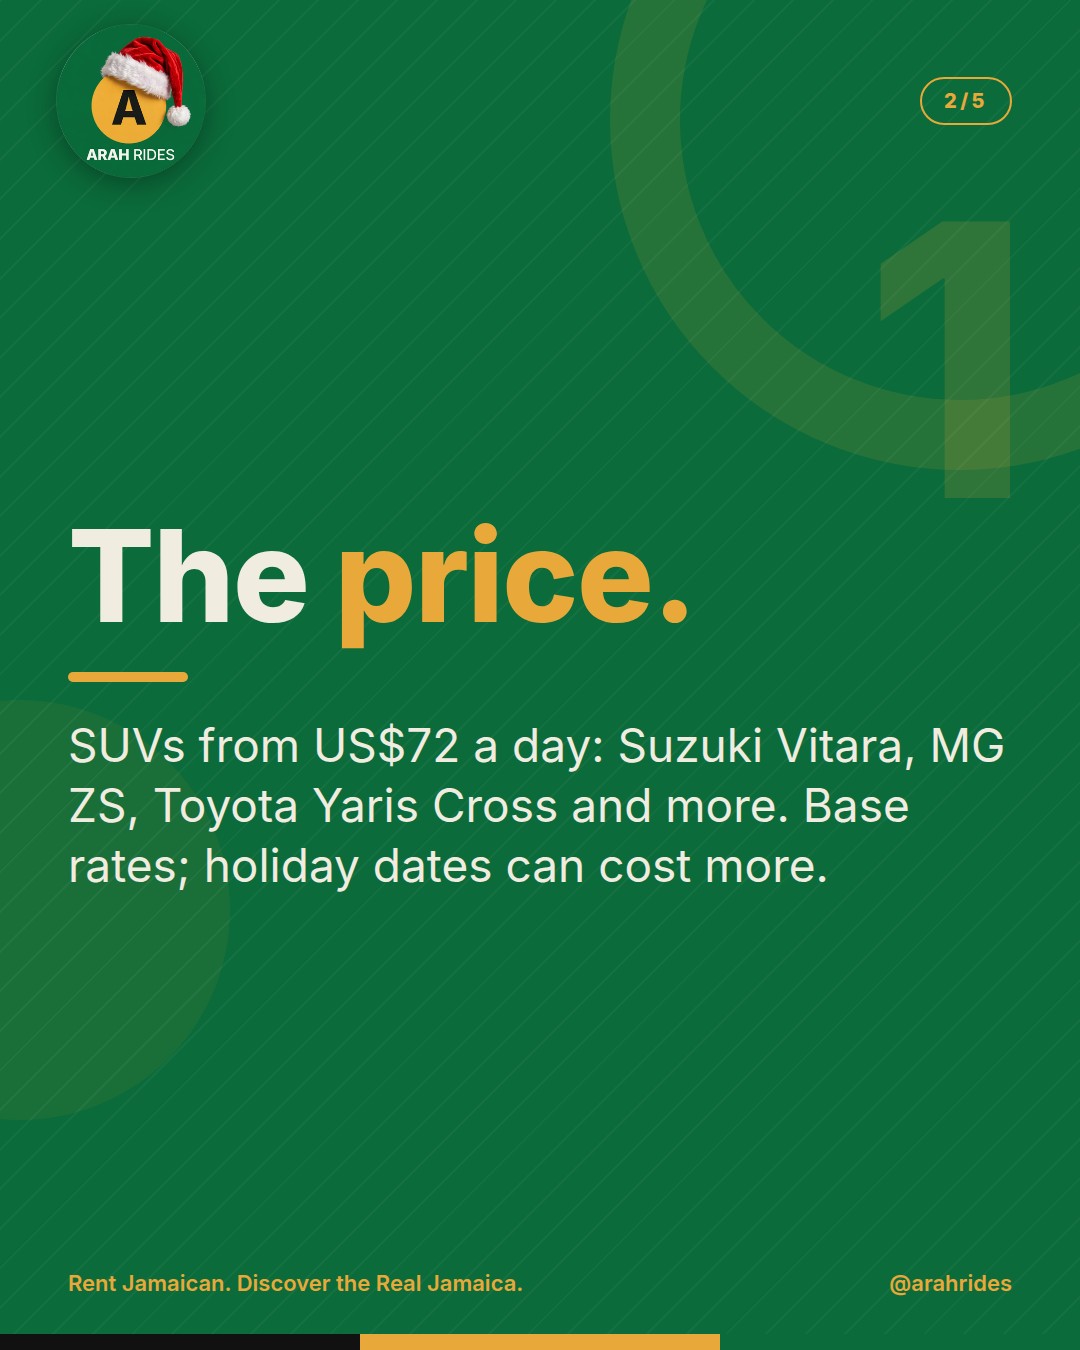 A
ARAH RIDES
2/5
1
The price.
SUVs from US$72 a day: Suzuki Vitara, MG
ZS, Toyota Yaris Cross and more. Base
rates; holiday dates can cost more.
Rent Jamaican. Discover the Real Jamaica.
@arahrides